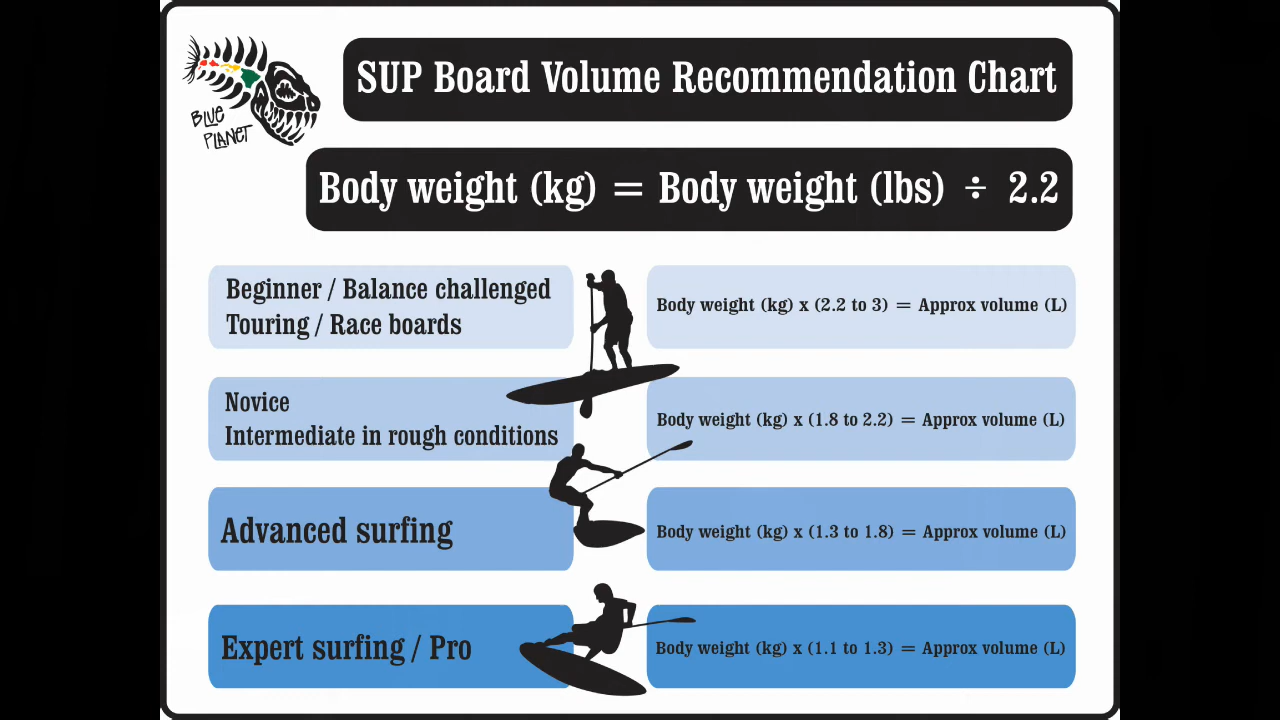 SUP Board Volume Recommendation Chart
BLUE
PLANET
Body weight (kg) = Body weight (lbs) ÷ 2.2
Beginner / Balance challenged
Touring / Race boards
Body weight (kg) x (2.2 to 3) = Approx volume (L)
Novice
Intermediate in rough conditions
Body weight (kg) x (1.8 to 2.2) = Approx volume (L)
Advanced surfing
Body weight (kg) x (1.3 to 1.8) = Approx volume (L)
Expert surfing / Pro
Body weight (kg) x (1.1 to 1.3) = Approx volume (L)